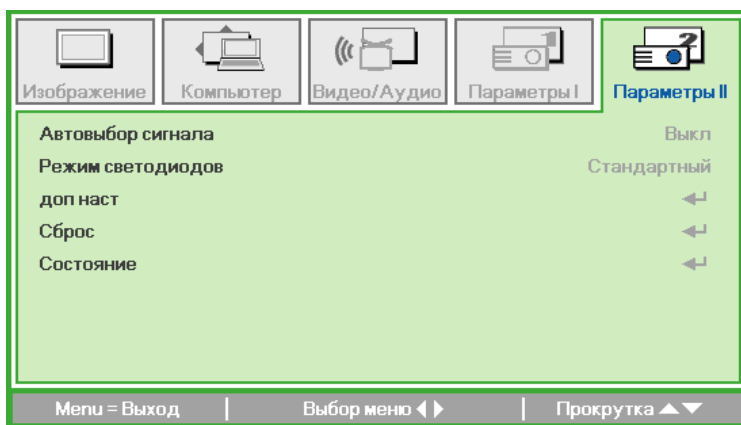 Изображение Компьютер Видео/Аудио Параметры I Параметры II
Автовыбор сигнала Выкл
Режим светодиодов Стандартный
доп наст
Сброс
Состояние
Menu = Выход Выбор меню Прокрутка